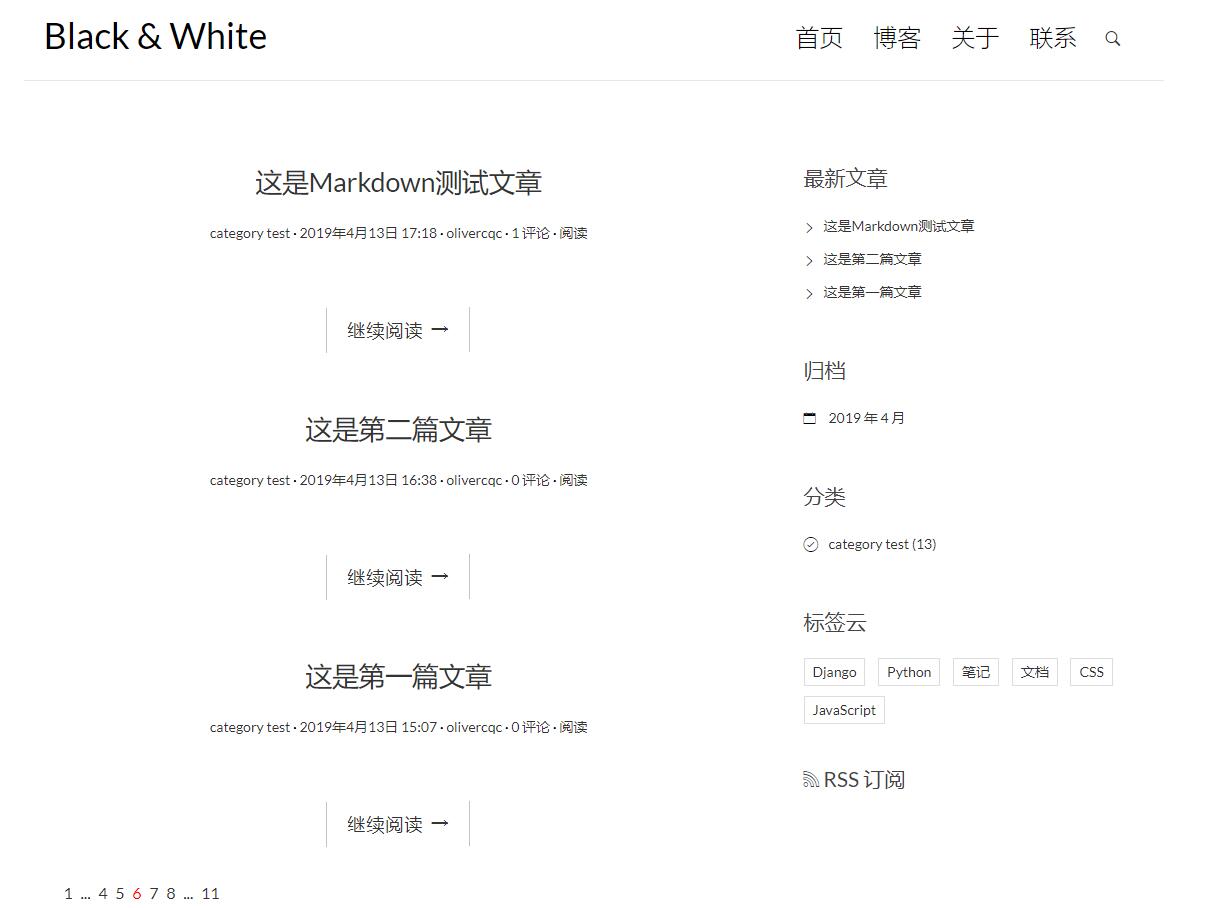 Black & White
首页 博客 关于 联系
这是Markdown测试文章
category test · 2019年4月13日 17:18 · olivercqc · 1 评论 · 阅读
继续阅读 →
这是第二篇文章
category test · 2019年4月13日 16:38 · olivercqc · 0 评论 · 阅读
继续阅读 →
这是第一篇文章
category test · 2019年4月13日 15:07 · olivercqc · 0 评论 · 阅读
继续阅读 →
1 ... 4 5 6 7 8 ... 11
最新文章
这是Markdown测试文章
这是第二篇文章
这是第一篇文章
归档
2019 年 4 月
分类
category test (13)
标签云
Django Python 笔记 文档 CSS
JavaScript
RSS 订阅